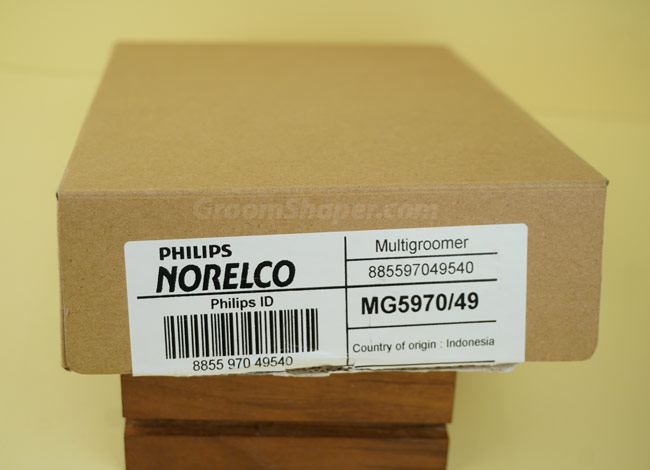 GroomShaper.com
PHILIPS
NORELCO
Philips ID
8855 970 49540
Multigroomer
885597049540
MG5970/49
Country of origin : Indonesia